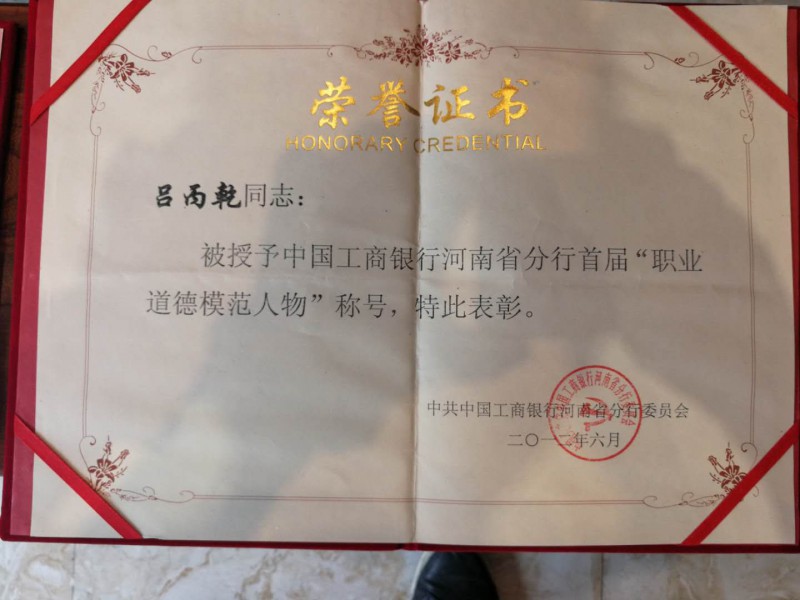 荣誉证书
HONORARY CREDENTIAL
吕丙乾同志：
被授予中国工商银行河南省分行首届“职业
道德模范人物”称号，特此表彰。
中共中国工商银行河南省分行委员会
二〇一一年六月